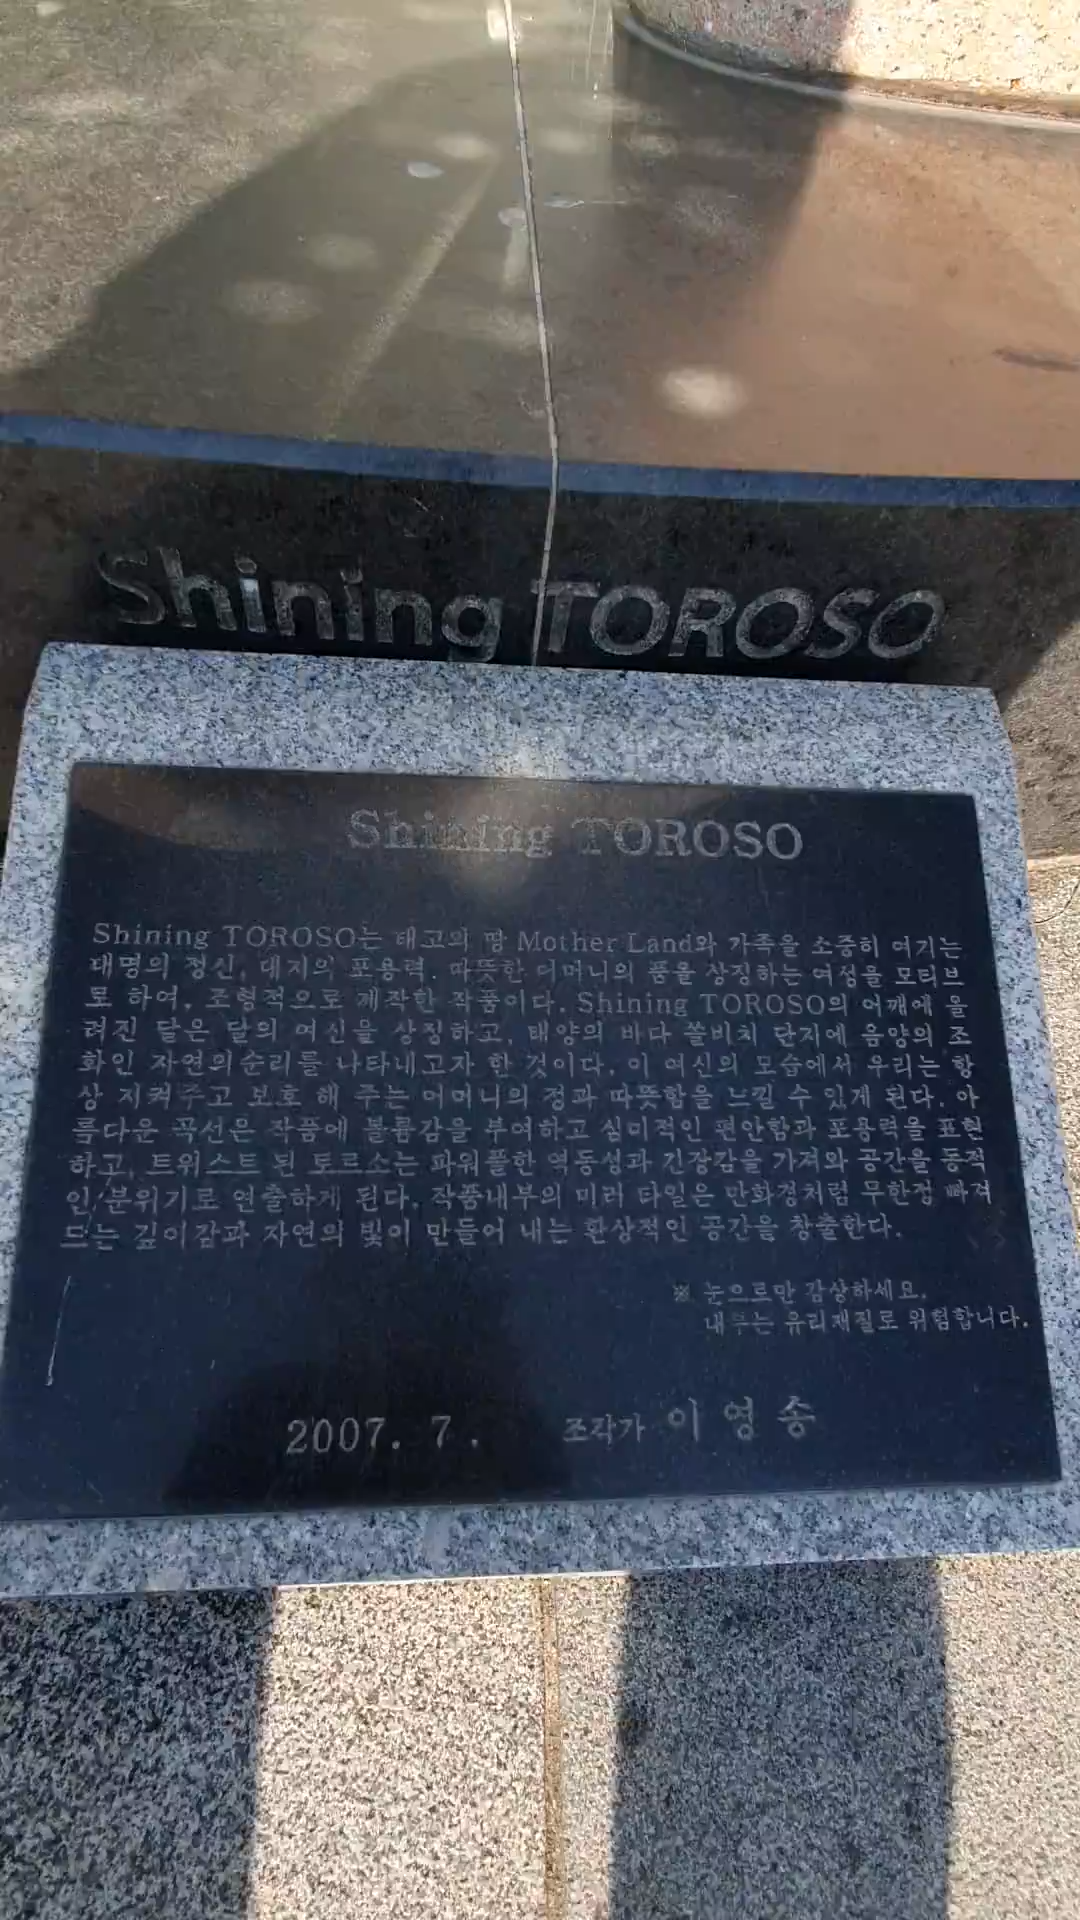 Shining TOROSO
Shining TOROSO
Shining TOROSO는 태고의 땅 Mother Land와 가족을 소중히 여기는
대명의 정신, 대지의 포용력, 따뜻한 어머니의 품을 상징하는 여성을 모티브
로 하여, 조형적으로 제작한 작품이다. Shining TOROSO의 어깨에 올
려진 달은 달의 여신을 상징하고, 태양의 바다 쏠비치 단지에 음양의 조
화인 자연의순리를 나타내고자 한 것이다. 이 여신의 모습에서 우리는 항
상 지켜주고 보호 해 주는 어머니의 정과 따뜻함을 느낄 수 있게 된다. 아
름다운 곡선은 작품에 볼륨감을 부여하고 심미적인 편안함과 포용력을 표현
하고, 트위스트 된 토르소는 파워풀한 역동성과 긴장감을 가져와 공간을 동적
인 분위기로 연출하게 된다. 작품내부의 미러 타일은 만화경처럼 무한정 빠져
드는 깊이감과 자연의 빛이 만들어 내는 환상적인 공간을 창출한다.
※ 눈으로만 감상하세요.
내부는 유리재질로 위험합니다.
2007. 7. 조각가 이영송